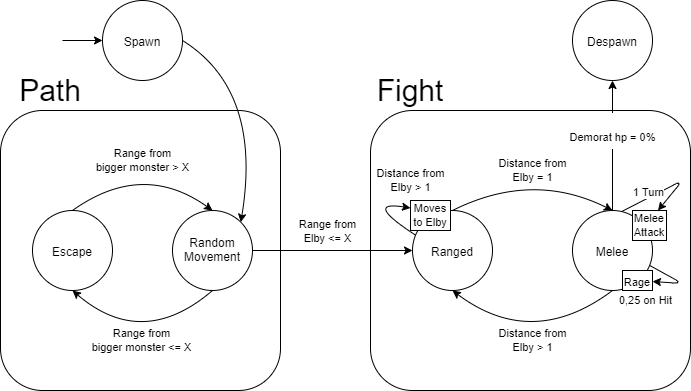 Spawn
Despawn
Path
Fight
Demorat hp = 0%
Range from
bigger monster > X
Distance from
Elby > 1
Distance from
Elby = 1
1 Turn
Moves
to Elby
Melee
Attack
Range from
Elby <= X
Escape
Random
Movement
Ranged
Melee
Rage
0,25 on Hit
Range from
bigger monster <= X
Distance from
Elby > 1